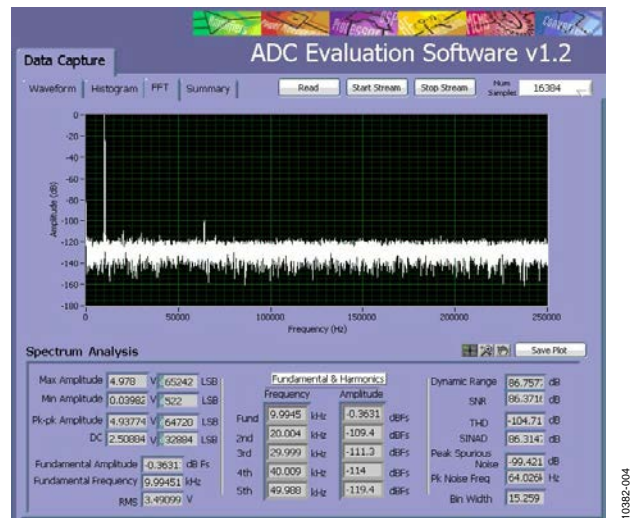 ADC Evaluation Software v1.2
Data Capture
Waveform Histogram FFT Summary
Read Start Stream Stop Stream Num Samples 16384
Amplitude (dB)
0
-20
-40
-60
-80
-100
-120
-140
-160
-180
0 50000 100000 150000 200000 250000
Frequency (Hz)
Spectrum Analysis
Save Plot
Max Amplitude 4.978 V 65242 LSB
Min Amplitude 0.03982 V 522 LSB
Pk-pk Amplitude 4.93774 V 64720 LSB
DC 2.50884 V 32884 LSB
Fundamental Amplitude -0.3631 dB Fs
Fundamental Frequency 9.99451 kHz
RMS 3.49099 V
Fundamental & Harmonics
Frequency Amplitude
Fund 9.9945 kHz -0.3631 dBFs
2nd 20.004 kHz -109.4 dBFs
3rd 29.999 kHz -111.3 dBFs
4th 40.009 kHz -114 dBFs
5th 49.988 kHz -119.4 dBFs
Dynamic Range 86.757 dB
SNR 86.371 dB
THD -104.71 dB
SINAD 86.314 dB
Peak Spurious Noise -99.421 dB
Pk Noise Freq 64.026 Hz
Bin Width 15.259
10382-004